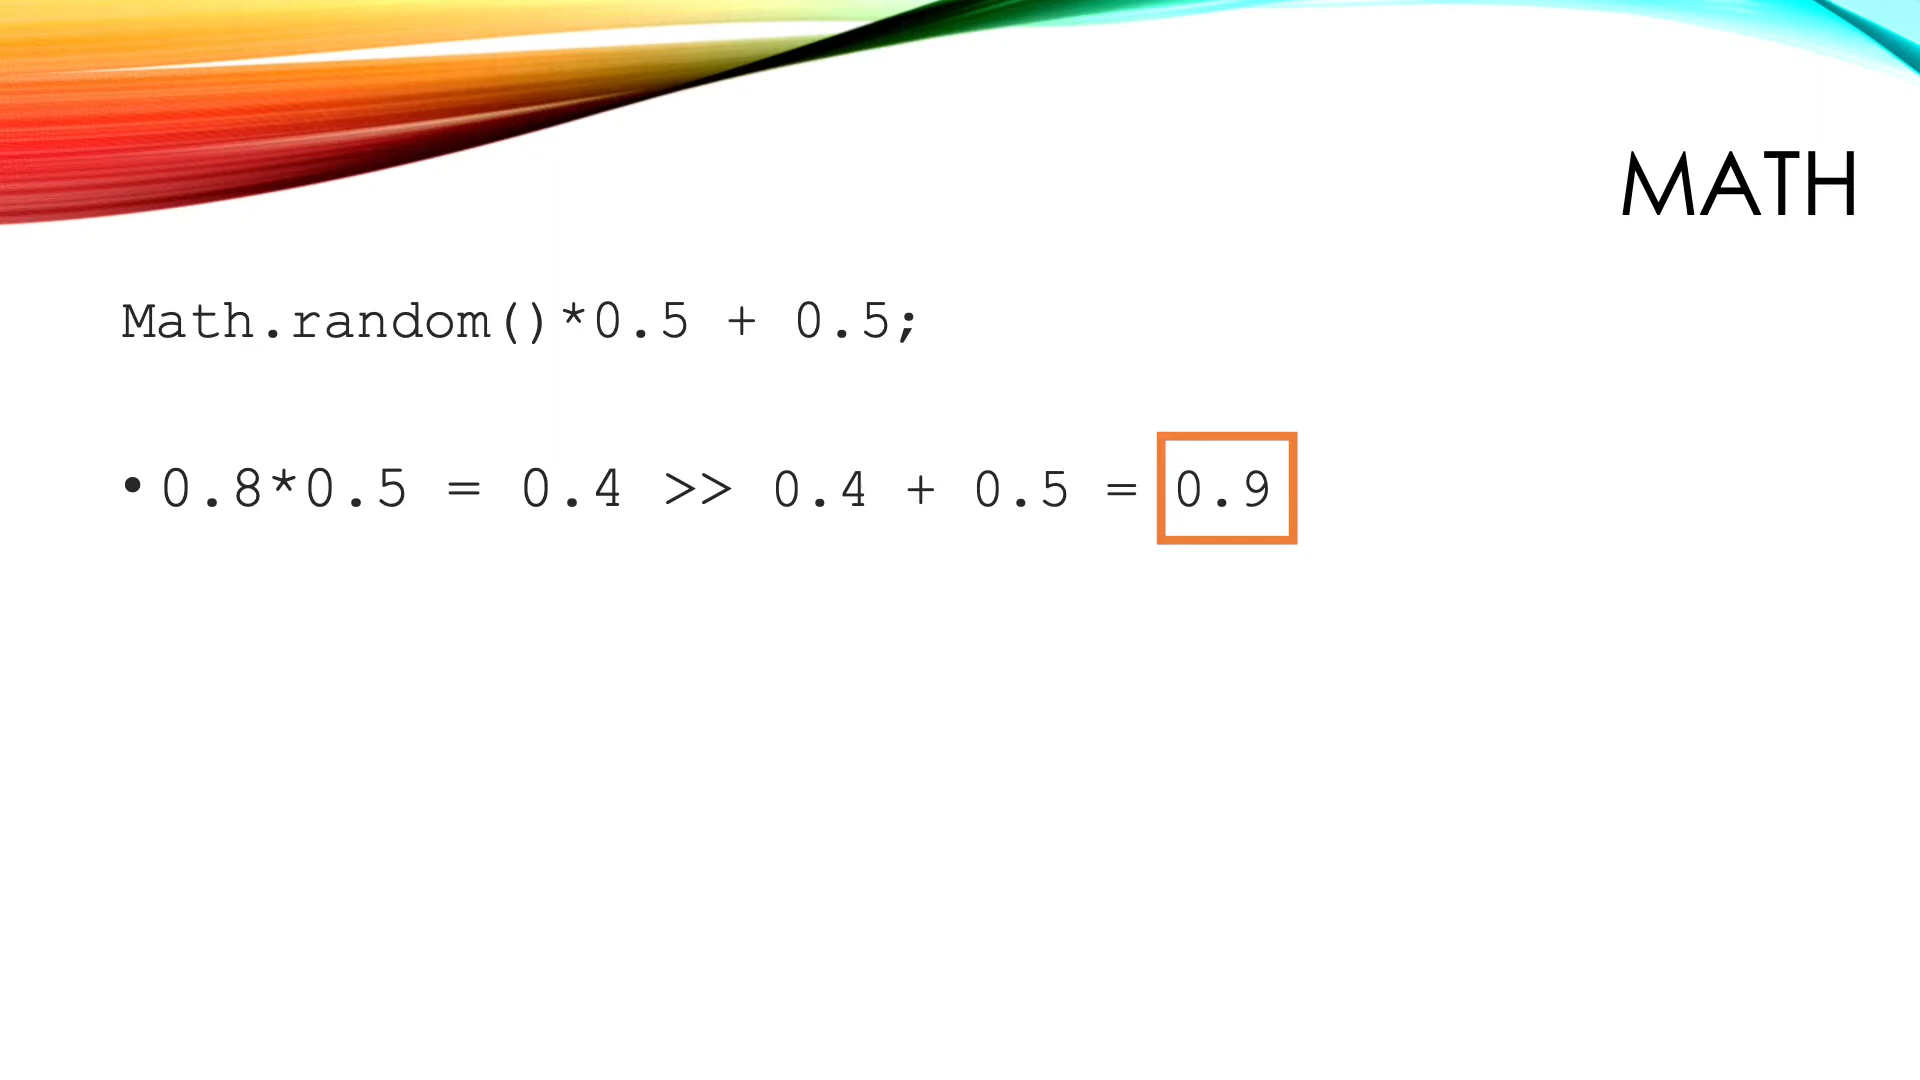 MATH
Math.random()*0.5 + 0.5;
• 0.8*0.5 = 0.4 >> 0.4 + 0.5 = 0.9